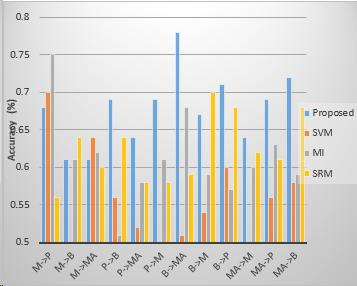 0.8
0.75
0.7
0.65
0.6
0.55
0.5
Accuracy (%)
M->P
M->B
M->MA
P->B
P->MA
P->M
B->MA
B->M
B->P
MA->M
MA->P
MA->B
Proposed
SVM
MI
SRM